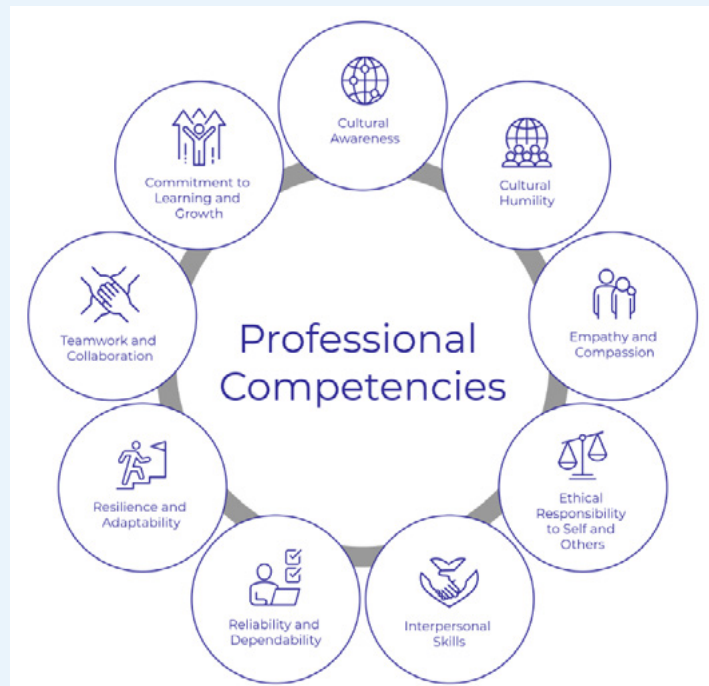 Professional
Competencies
Cultural
Awareness
Cultural
Humility
Empathy and
Compassion
Ethical
Responsibility
to Self and
Others
Interpersonal
Skills
Reliability and
Dependability
Resilience and
Adaptability
Teamwork and
Collaboration
Commitment to
Learning and
Growth